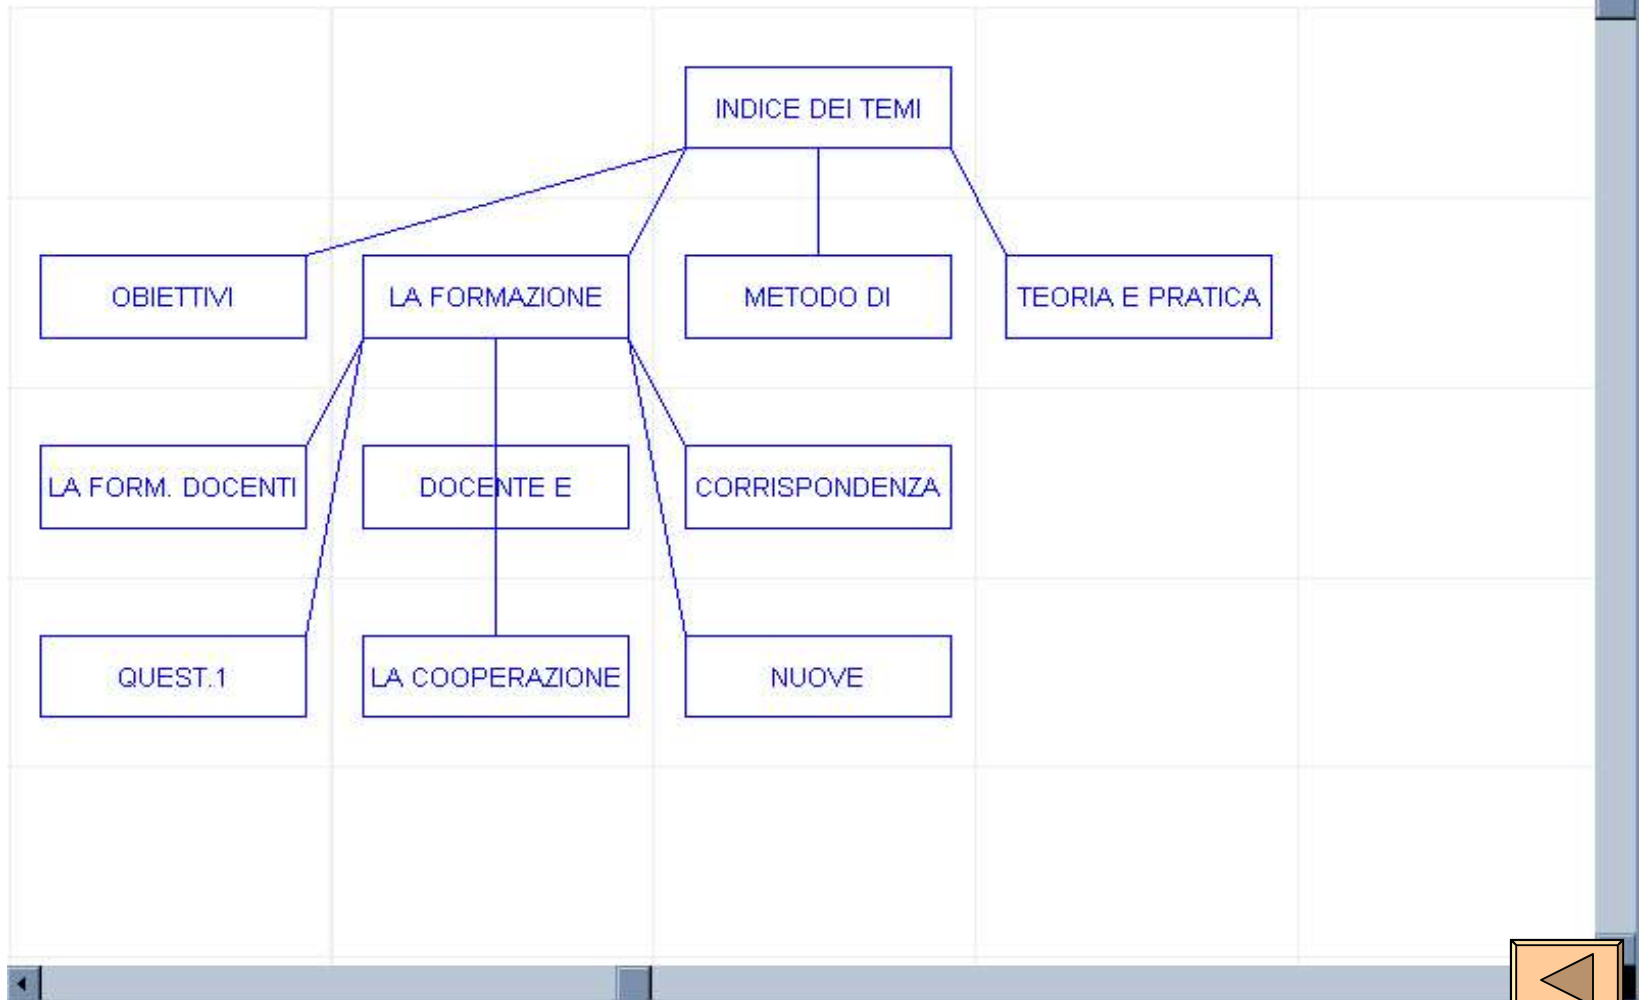 INDICE DEI TEMI
OBIETTIVI
LA FORMAZIONE
METODO DI
TEORIA E PRATICA
LA FORM. DOCENTI
DOCENTE E
CORRISPONDENZA
QUEST.1
LA COOPERAZIONE
NUOVE